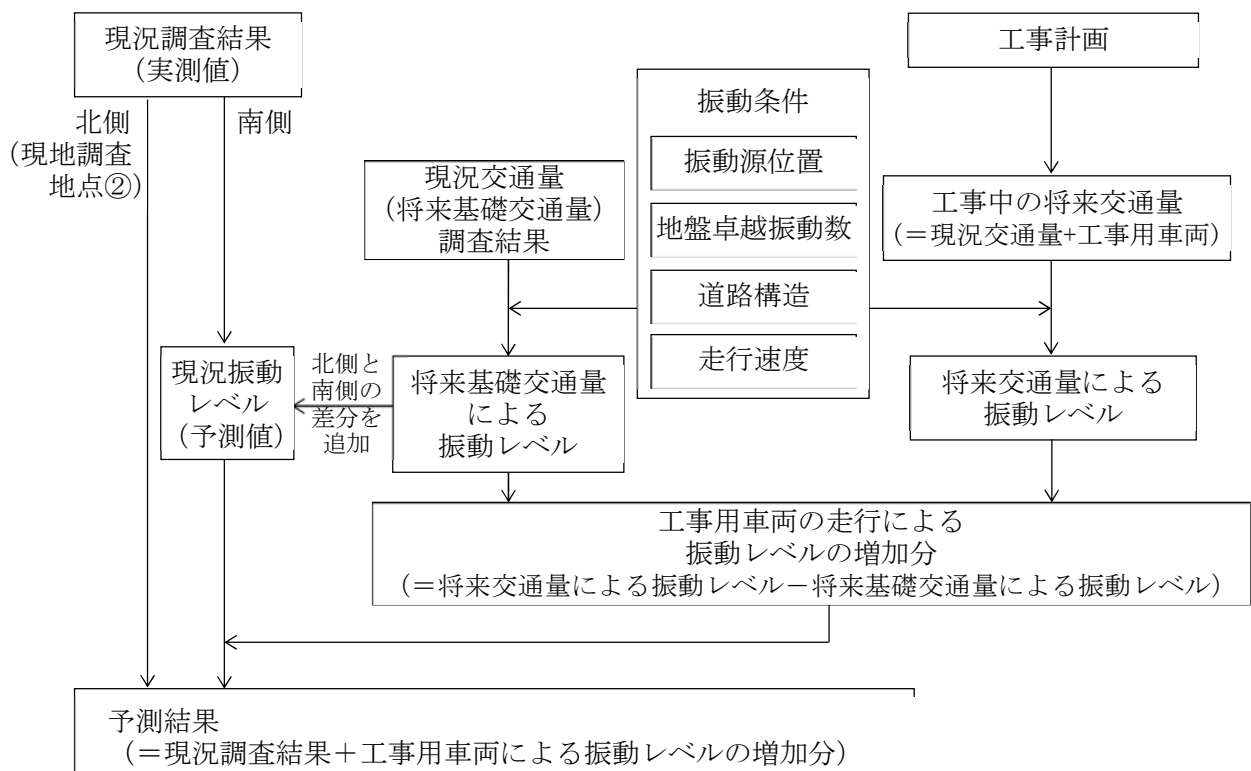 現況調査結果
（実測値）
工事計画
北側
（現地調査
地点②）
南側
振動条件
振動源位置
地盤卓越振動数
道路構造
走行速度
現況交通量
（将来基礎交通量）
調査結果
工事中の将来交通量
（＝現況交通量+工事用車両）
現況振動
レベル
（予測値）
北側と
南側の
差分を
追加
将来基礎交通量
による
振動レベル
将来交通量による
振動レベル
工事用車両の走行による
振動レベルの増加分
（＝将来交通量による振動レベル－将来基礎交通量による振動レベル）
予測結果
（＝現況調査結果＋工事用車両による振動レベルの増加分）